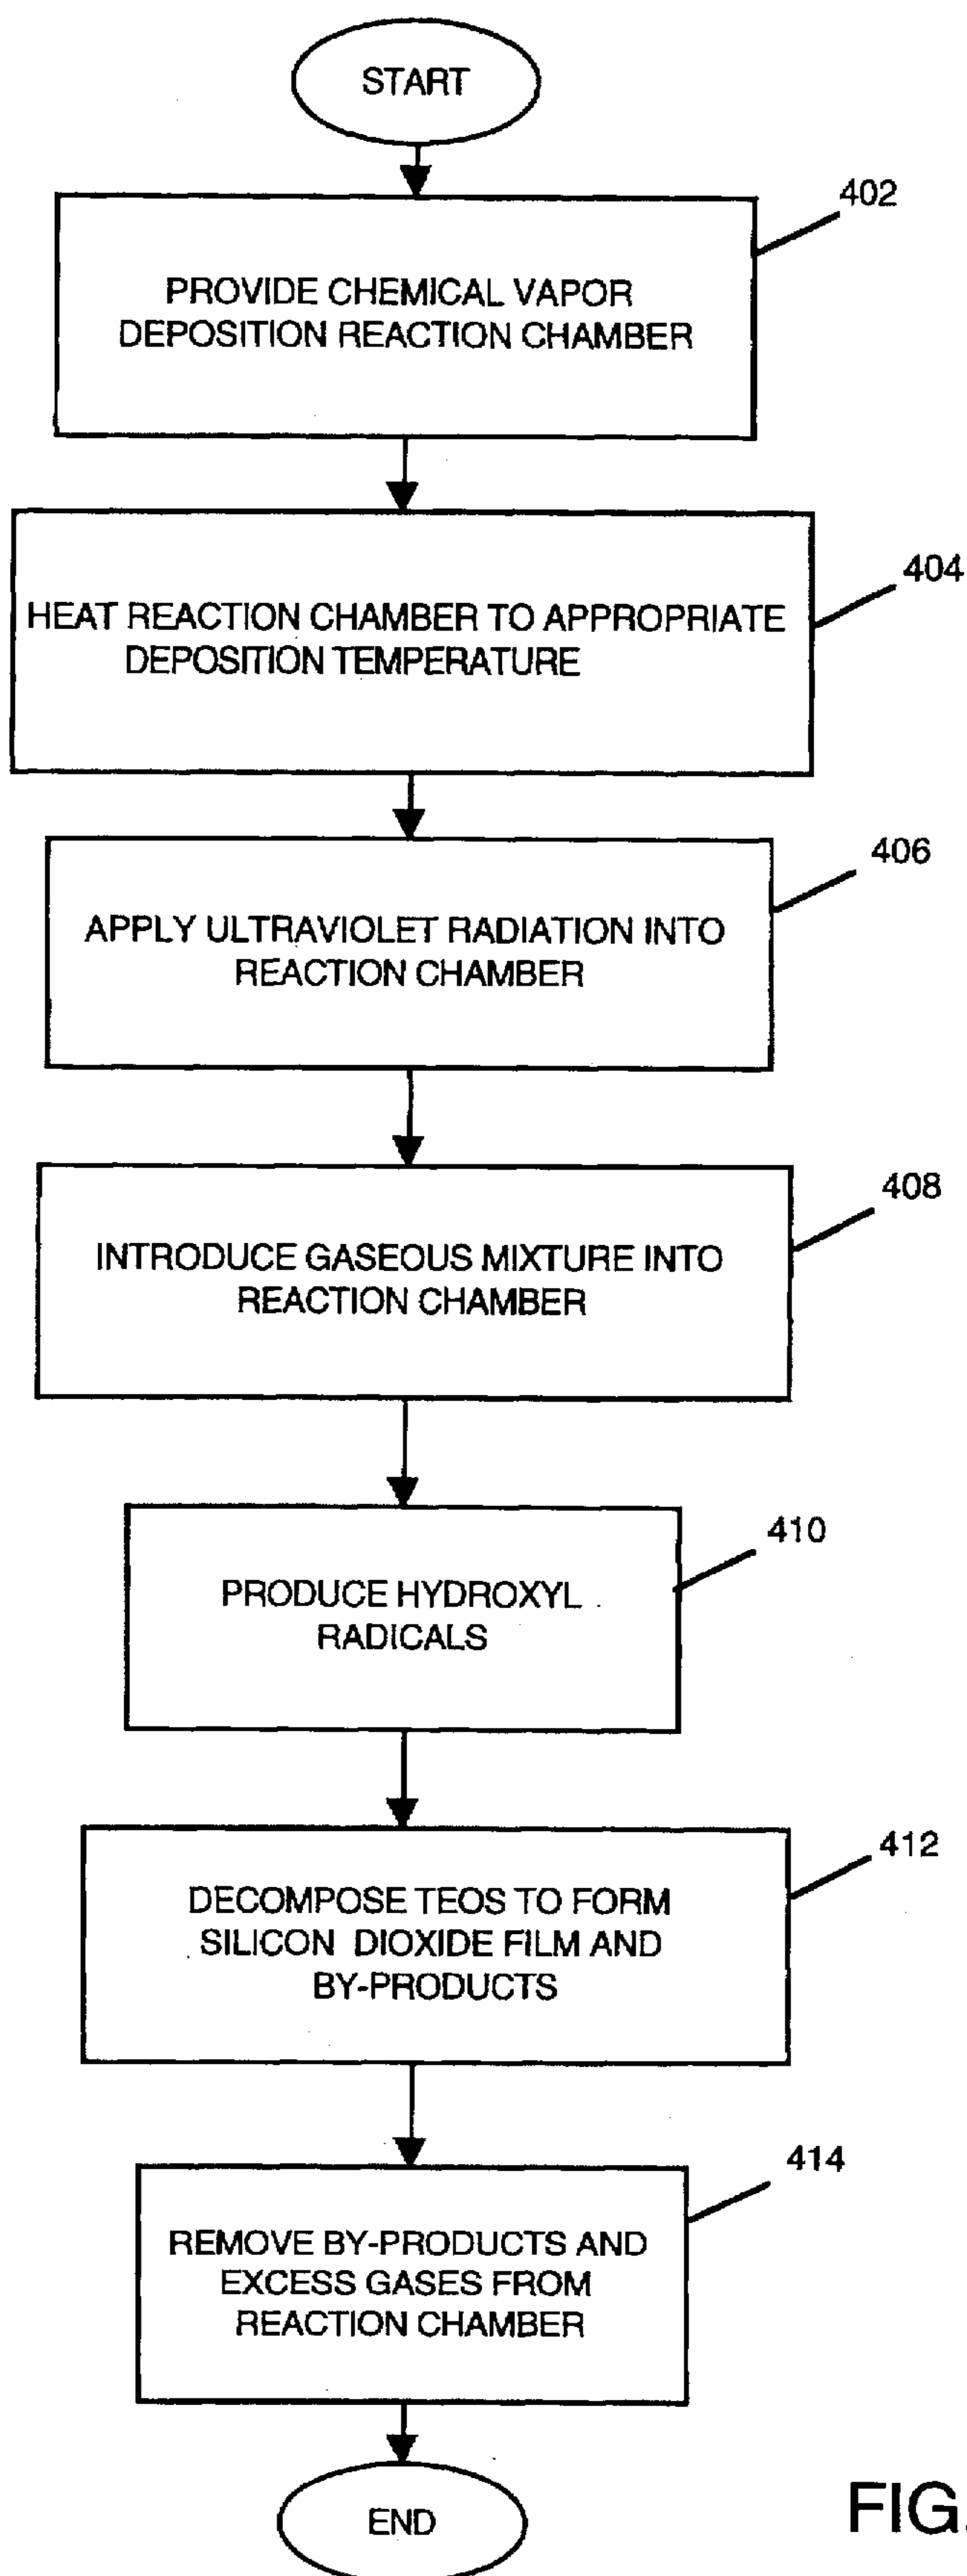 START
402
PROVIDE CHEMICAL VAPOR
DEPOSITION REACTION CHAMBER
404
HEAT REACTION CHAMBER TO APPROPRIATE
DEPOSITION TEMPERATURE
406
APPLY ULTRAVIOLET RADIATION INTO
REACTION CHAMBER
408
INTRODUCE GASEOUS MIXTURE INTO
REACTION CHAMBER
410
PRODUCE HYDROXYL
RADICALS
412
DECOMPOSE TEOS TO FORM
SILICON DIOXIDE FILM AND
BY-PRODUCTS
414
REMOVE BY-PRODUCTS AND
EXCESS GASES FROM
REACTION CHAMBER
END
FIG.